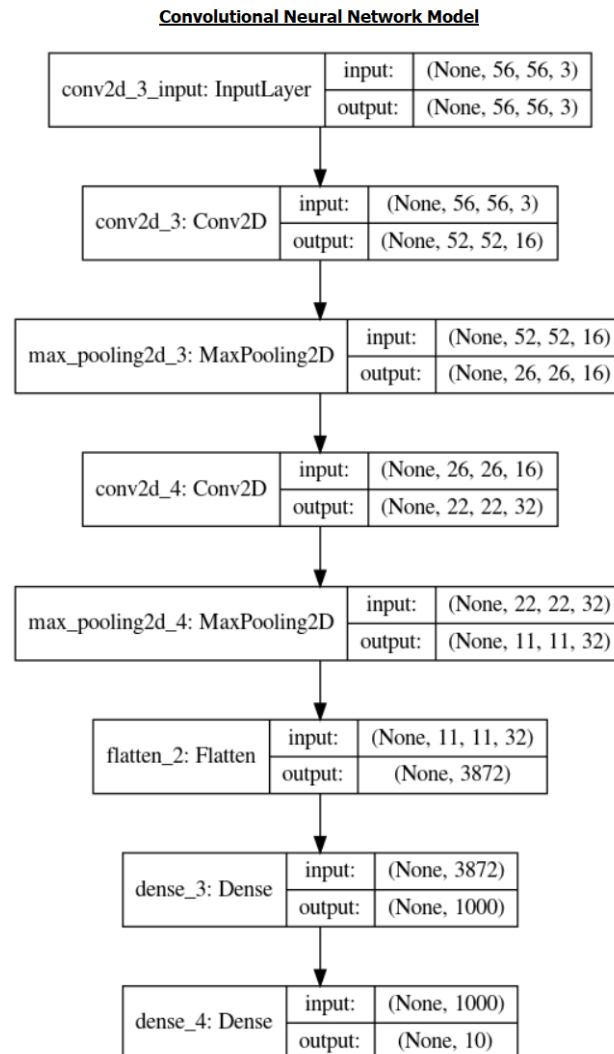 Convolutional Neural Network Model
conv2d_3_input: InputLayer
input: (None, 56, 56, 3)
output: (None, 56, 56, 3)
conv2d_3: Conv2D
input: (None, 56, 56, 3)
output: (None, 52, 52, 16)
max_pooling2d_3: MaxPooling2D
input: (None, 52, 52, 16)
output: (None, 26, 26, 16)
conv2d_4: Conv2D
input: (None, 26, 26, 16)
output: (None, 22, 22, 32)
max_pooling2d_4: MaxPooling2D
input: (None, 22, 22, 32)
output: (None, 11, 11, 32)
flatten_2: Flatten
input: (None, 11, 11, 32)
output: (None, 3872)
dense_3: Dense
input: (None, 3872)
output: (None, 1000)
dense_4: Dense
input: (None, 1000)
output: (None, 10)